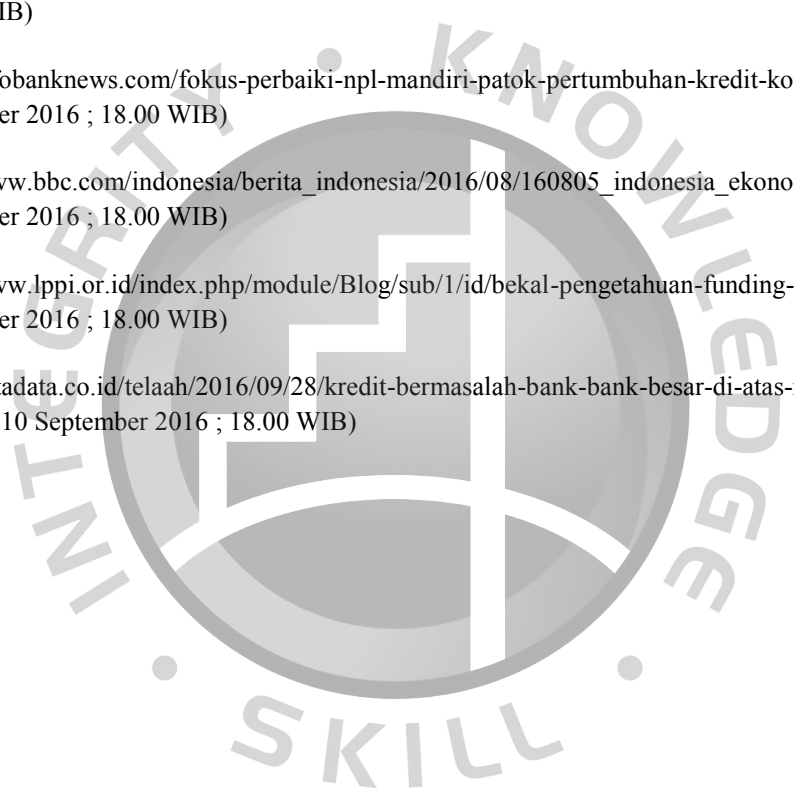 IB)
obanknews.com/fokus-perbaiki-npl-mandiri-patok-pertumbuhan-kredit-ko
er 2016 ; 18.00 WIB)
ww.bbc.com/indonesia/berita_indonesia/2016/08/160805_indonesia_ekono
er 2016 ; 18.00 WIB)
ww.lppi.or.id/index.php/module/Blog/sub/1/id/bekal-pengetahuan-funding-
er 2016 ; 18.00 WIB)
tadata.co.id/telaah/2016/09/28/kredit-bermasalah-bank-bank-besar-di-atas-
10 September 2016 ; 18.00 WIB)
INTEGRITY • KNOWLEDGE • SKILL •